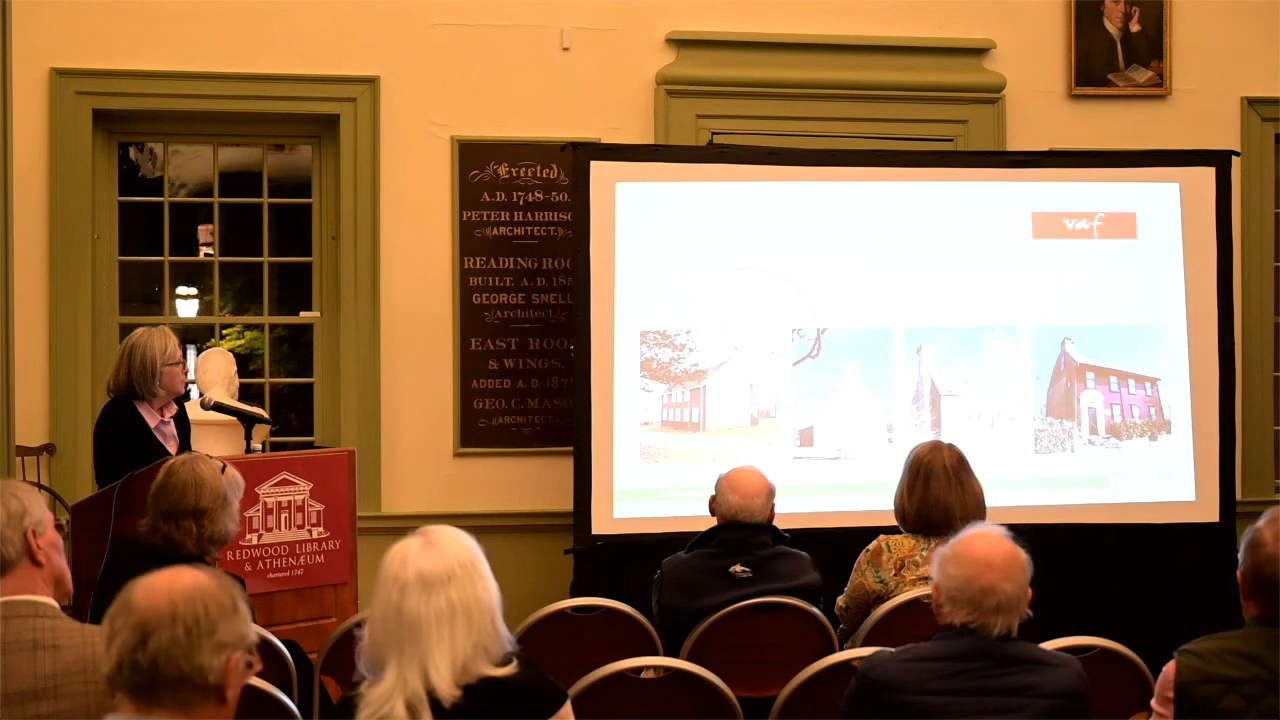 Erected
A.D. 1748-50.
PETER HARRISO
ARCHITECT.
READING ROO
BUILT. A.D. 185
GEORGE SNELL
Architect.
EAST ROO
& WINGS.
ADDED A.D. 187
GEO. C. MASO
ARCHITECT
vaf
REDWOOD LIBRARY
& ATHENÆUM
chartered 1747